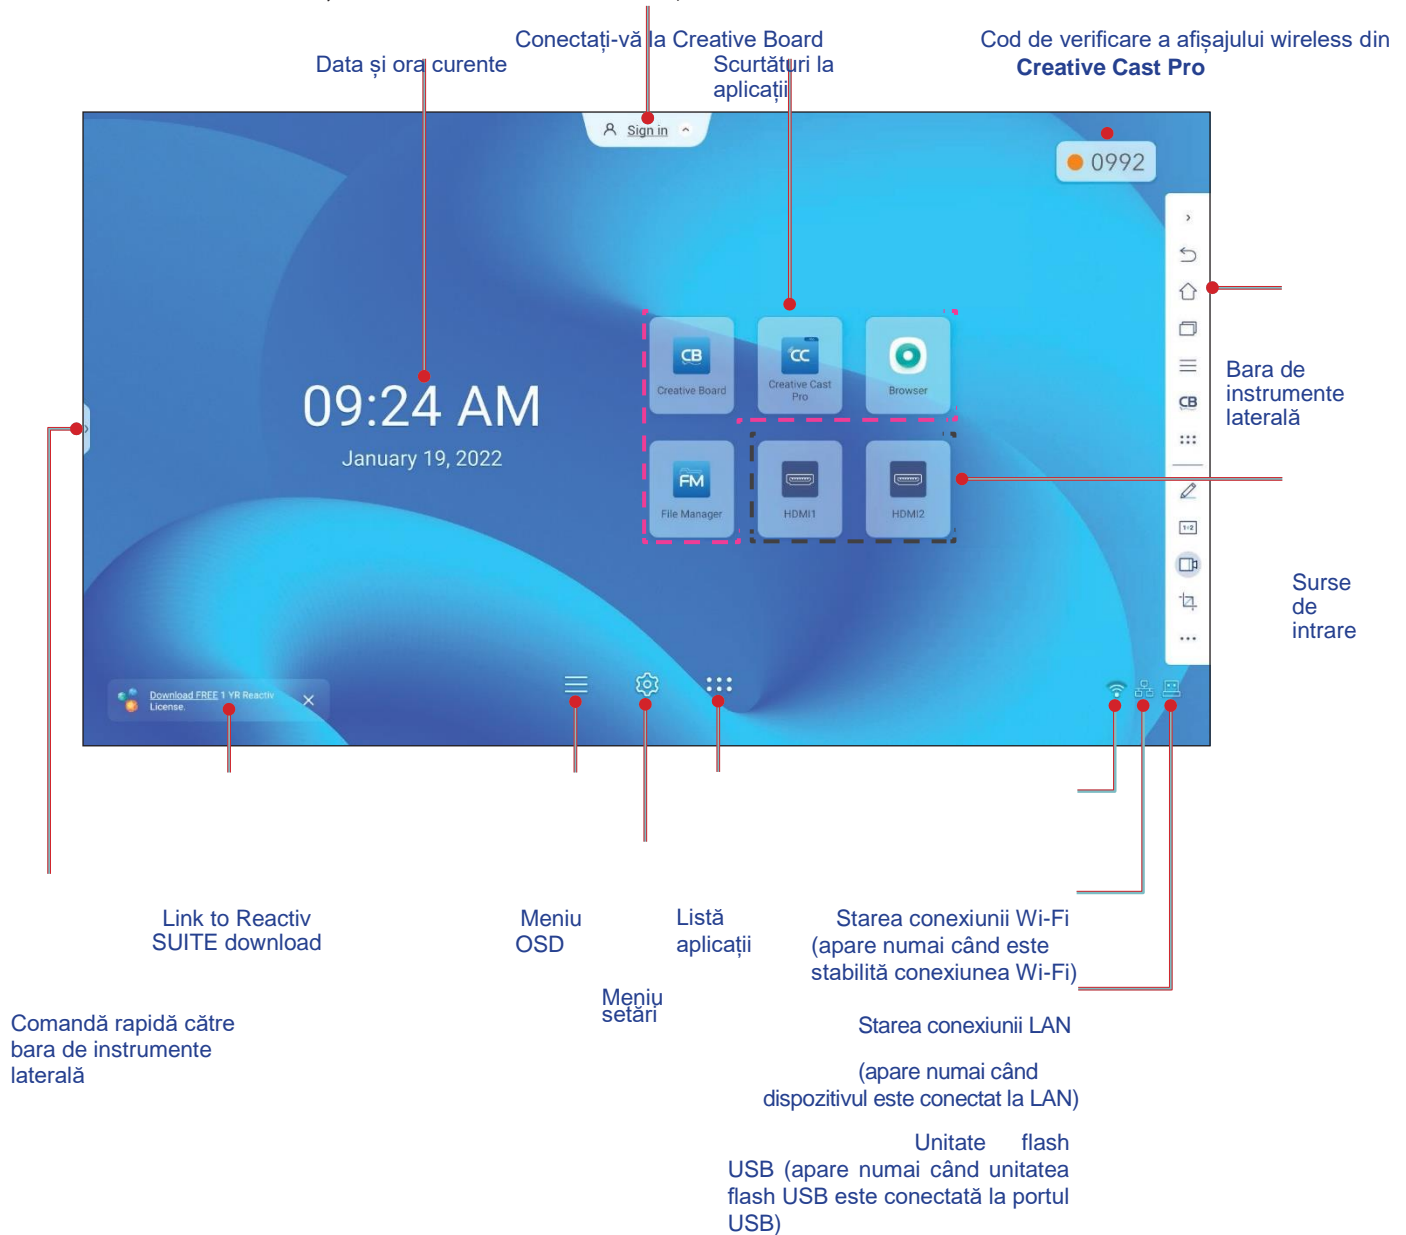 Conectați-vă la Creative Board
Cod de verificare a afișajului wireless din
Creative Cast Pro
Data și ora curente
Scurtături la
aplicații
Sign in
0992
09:24 AM
January 19, 2022
CB
Creative Board
CC
Creative Cast
Pro
Browser
FM
File Manager
HDMI1
HDMI2
CB
Bara de
instrumente
laterală
Surse
de
intrare
Download FREE 1 YR Reactiv
License.
Link to Reactiv
SUITE download
Meniu
OSD
Listă
aplicații
Meniu
setări
Starea conexiunii Wi-Fi
(apare numai când este
stabilită conexiunea Wi-Fi)
Comandă rapidă către
bara de instrumente
laterală
Starea conexiunii LAN
(apare numai când
dispozitivul este conectat la LAN)
Unitate flash
USB (apare numai când unitatea
flash USB este conectată la portul
USB)